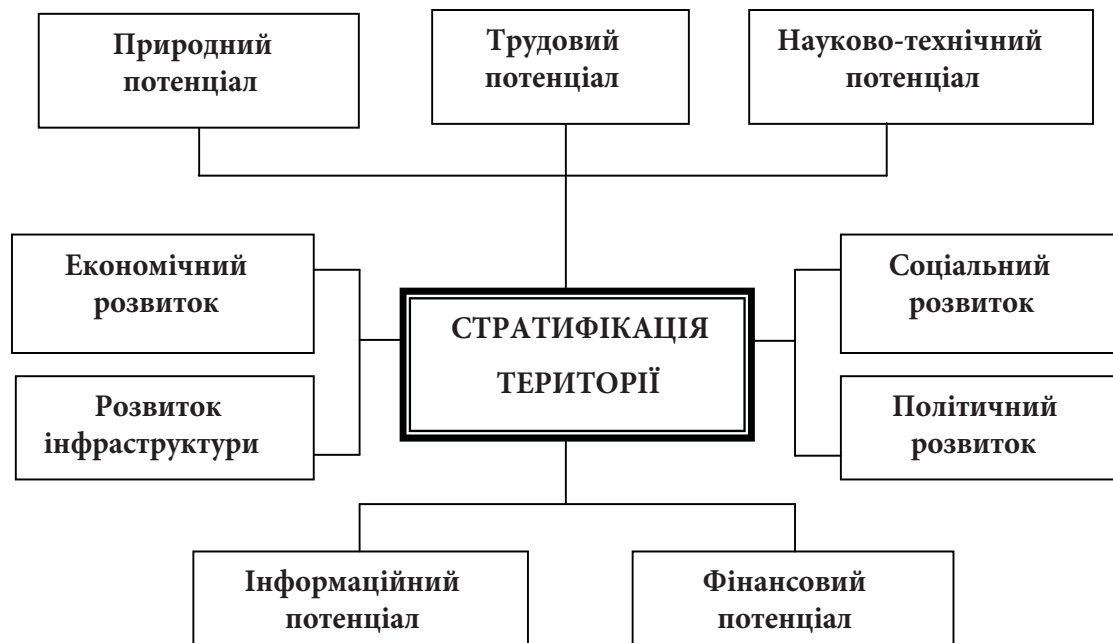 Природний
потенціал
Трудовий
потенціал
Науково-технічний
потенціал
Економічний
розвиток
Соціальний
розвиток
СТРАТИФІКАЦІЯ
ТЕРИТОРІЇ
Розвиток
інфраструктури
Політичний
розвиток
Інформаційний
потенціал
Фінансовий
потенціал